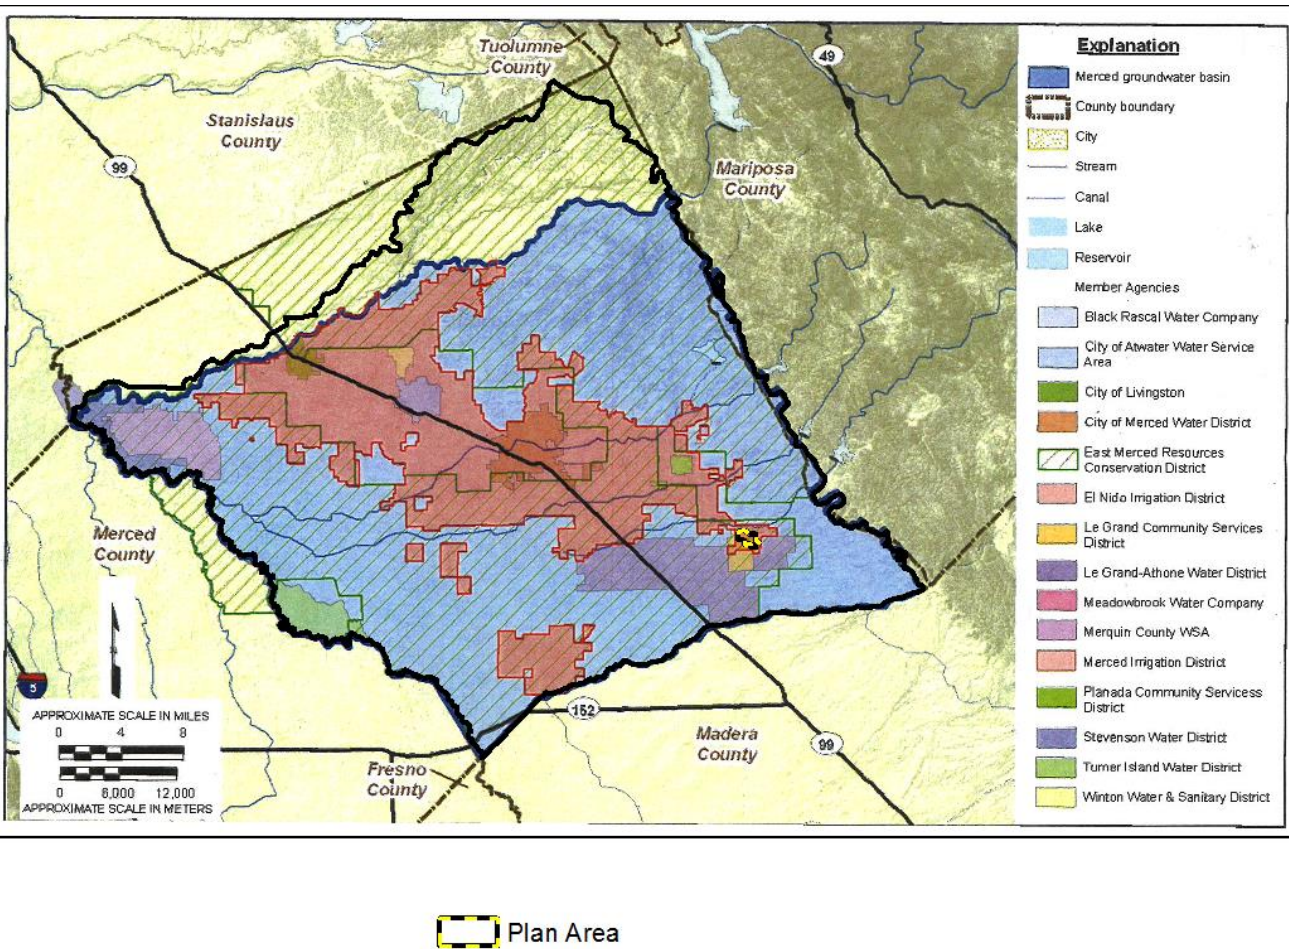 Tuolumne
County
49
Stanislaus
County
99
Mariposa
County
Merced
County
5
APPROXIMATE SCALE IN MILES
0 4 8
0 6,000 12,000
APPROXIMATE SCALE IN METERS
152
Madera
County
99
Fresno
County
Explanation
Merced groundwater basin
County boundary
City
Stream
Canal
Lake
Reservoir
Member Agencies
Black Rascal Water Company
City of Atwater Water Service
Area
City of Livingston
City of Merced Water District
East Merced Resources
Conservation District
El Nido Irrigation District
Le Grand Community Services
District
Le Grand-Athone Water District
Meadowbrook Water Company
Merquin County WSA
Merced Irrigation District
Planada Community Servicess
District
Stevenson Water District
Turner Island Water District
Winton Water & Sanitary District
Plan Area